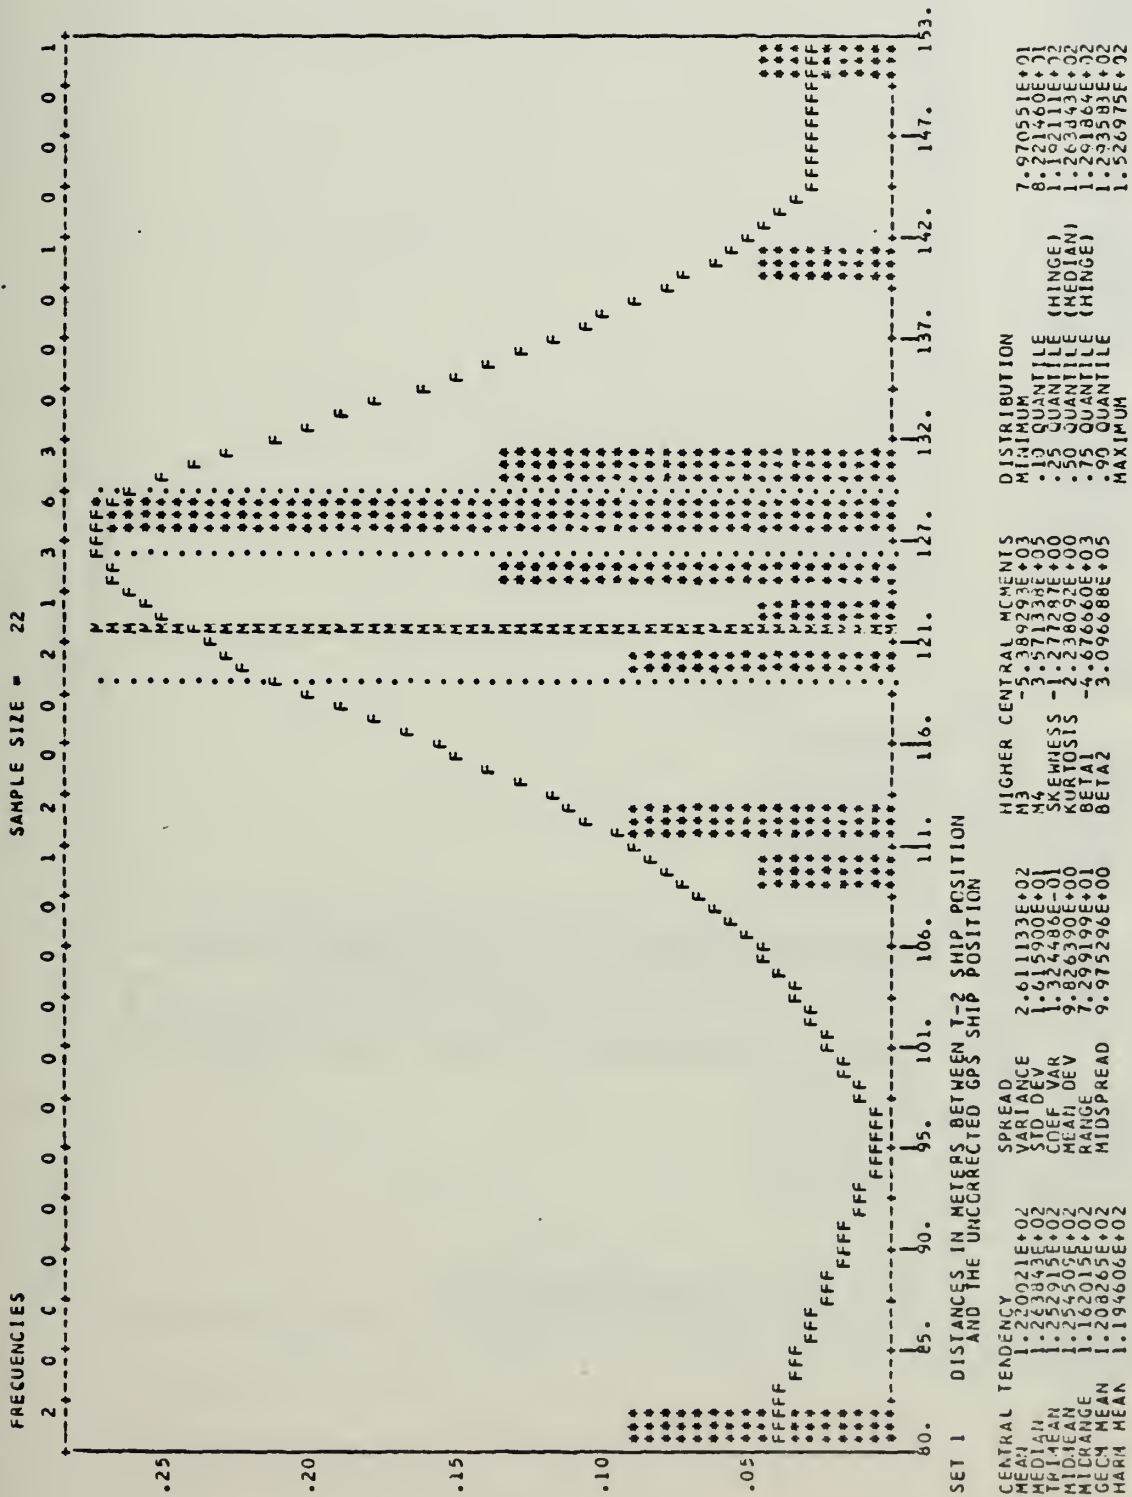 FRECUENCIES SAMPLE SIZE = 22
2 0 C 0 0 0 0 0 0 0 0 1 2 0 0 2 1 3 6 3 0 0 0 0 1 0 0 1
.25
.20
.15
.10
.05
80. 85. 90. 95. 101. 106. 111. 116. 121. 127. 132. 137. 142. 147. 153.
SET 1 DISTANCES IN METERS BETWEEN T-2 SHIP POSITION
AND THE UNCORRECTED GPS SHIP POSITION
CENTRAL TENDENCY SPREAD HIGHER CENTRAL MCMENTS DISTRIBUTION
MEAN 1.220021E+02 VARIANCE 2.611133E+02 M3 -5.389293E+03 MINIMUM 7.970551E+01
MEDIAN 1.263843E+02 STD DEV 1.615900E+01 M4 3.571338E+05 .10 QUANTILE 8.221460E+01
TRIMEAN 1.252915E+02 COEF VAR 1.324486E-01 SKEWNESS -1.277287E+00 .25 QUANTILE (HINGE) 1.192111E+02
MIDMEAN 1.254509E+02 MEAN DEV 9.826390E+00 KURTOSIS 2.238092E+00 .50 QUANTILE (MEDIAN) 1.263843E+02
MIDRANGE 1.162015E+02 RANGE 7.299199E+01 BETA1 -4.676660E+03 .75 QUANTILE (HINGE) 1.291864E+02
GECM MEAN 1.208265E+02 MIDSPREAD 9.975296E+00 BETA2 3.096688E+05 .90 QUANTILE 1.293583E+02
HARM MEAN 1.194606E+02 MAXIMUM 1.526975E+02